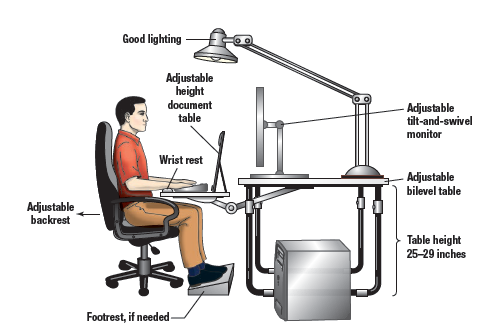 Good lighting
Adjustable
height
document
table
Adjustable
tilt-and-swivel
monitor
Wrist rest
Adjustable
bilevel table
Adjustable
backrest
Table height
25–29 inches
Footrest, if needed